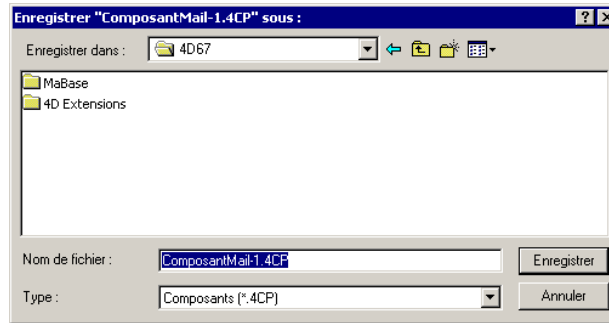 Enregistrer "ComposantMail-1.4CP" sous :
Enregistrer dans :
4D67
MaBase
4D Extensions
Nom de fichier :
ComposantMail-1.4CP
Enregistrer
Type :
Composants (*.4CP)
Annuler